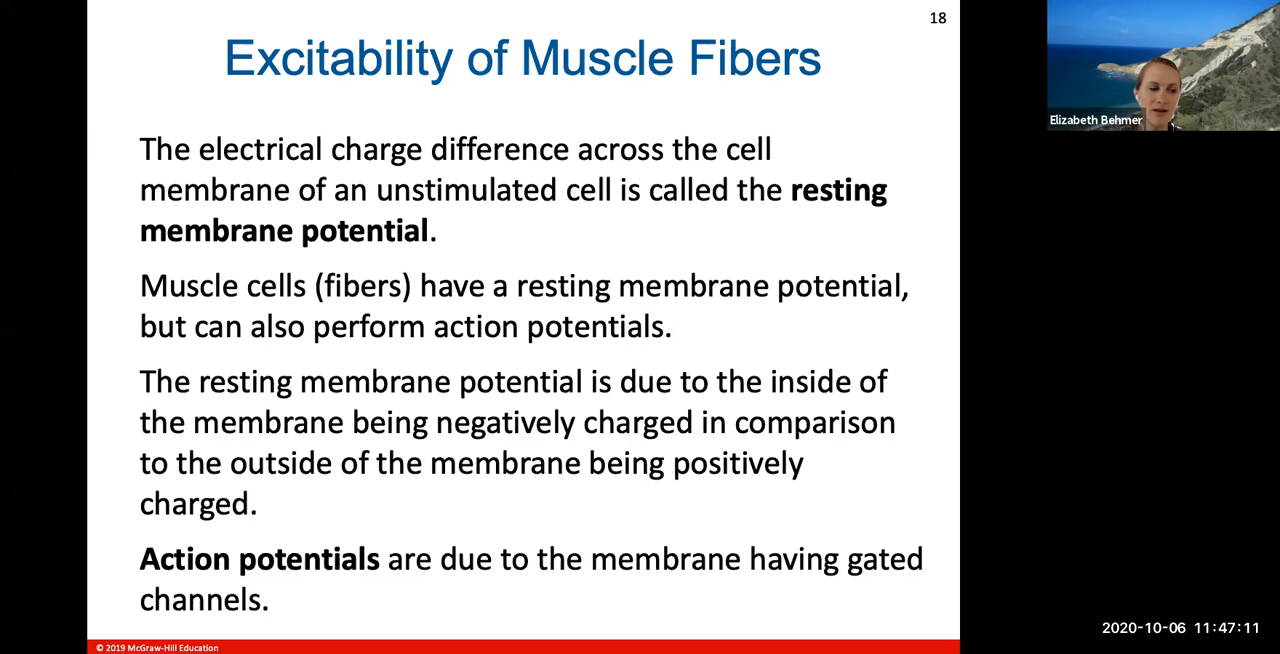 18
Excitability of Muscle Fibers
Elizabeth Behmer
The electrical charge difference across the cell
membrane of an unstimulated cell is called the resting
membrane potential.
Muscle cells (fibers) have a resting membrane potential,
but can also perform action potentials.
The resting membrane potential is due to the inside of
the membrane being negatively charged in comparison
to the outside of the membrane being positively
charged.
Action potentials are due to the membrane having gated
channels.
2020-10-06 11:47:11
© 2019 McGraw-Hill Education